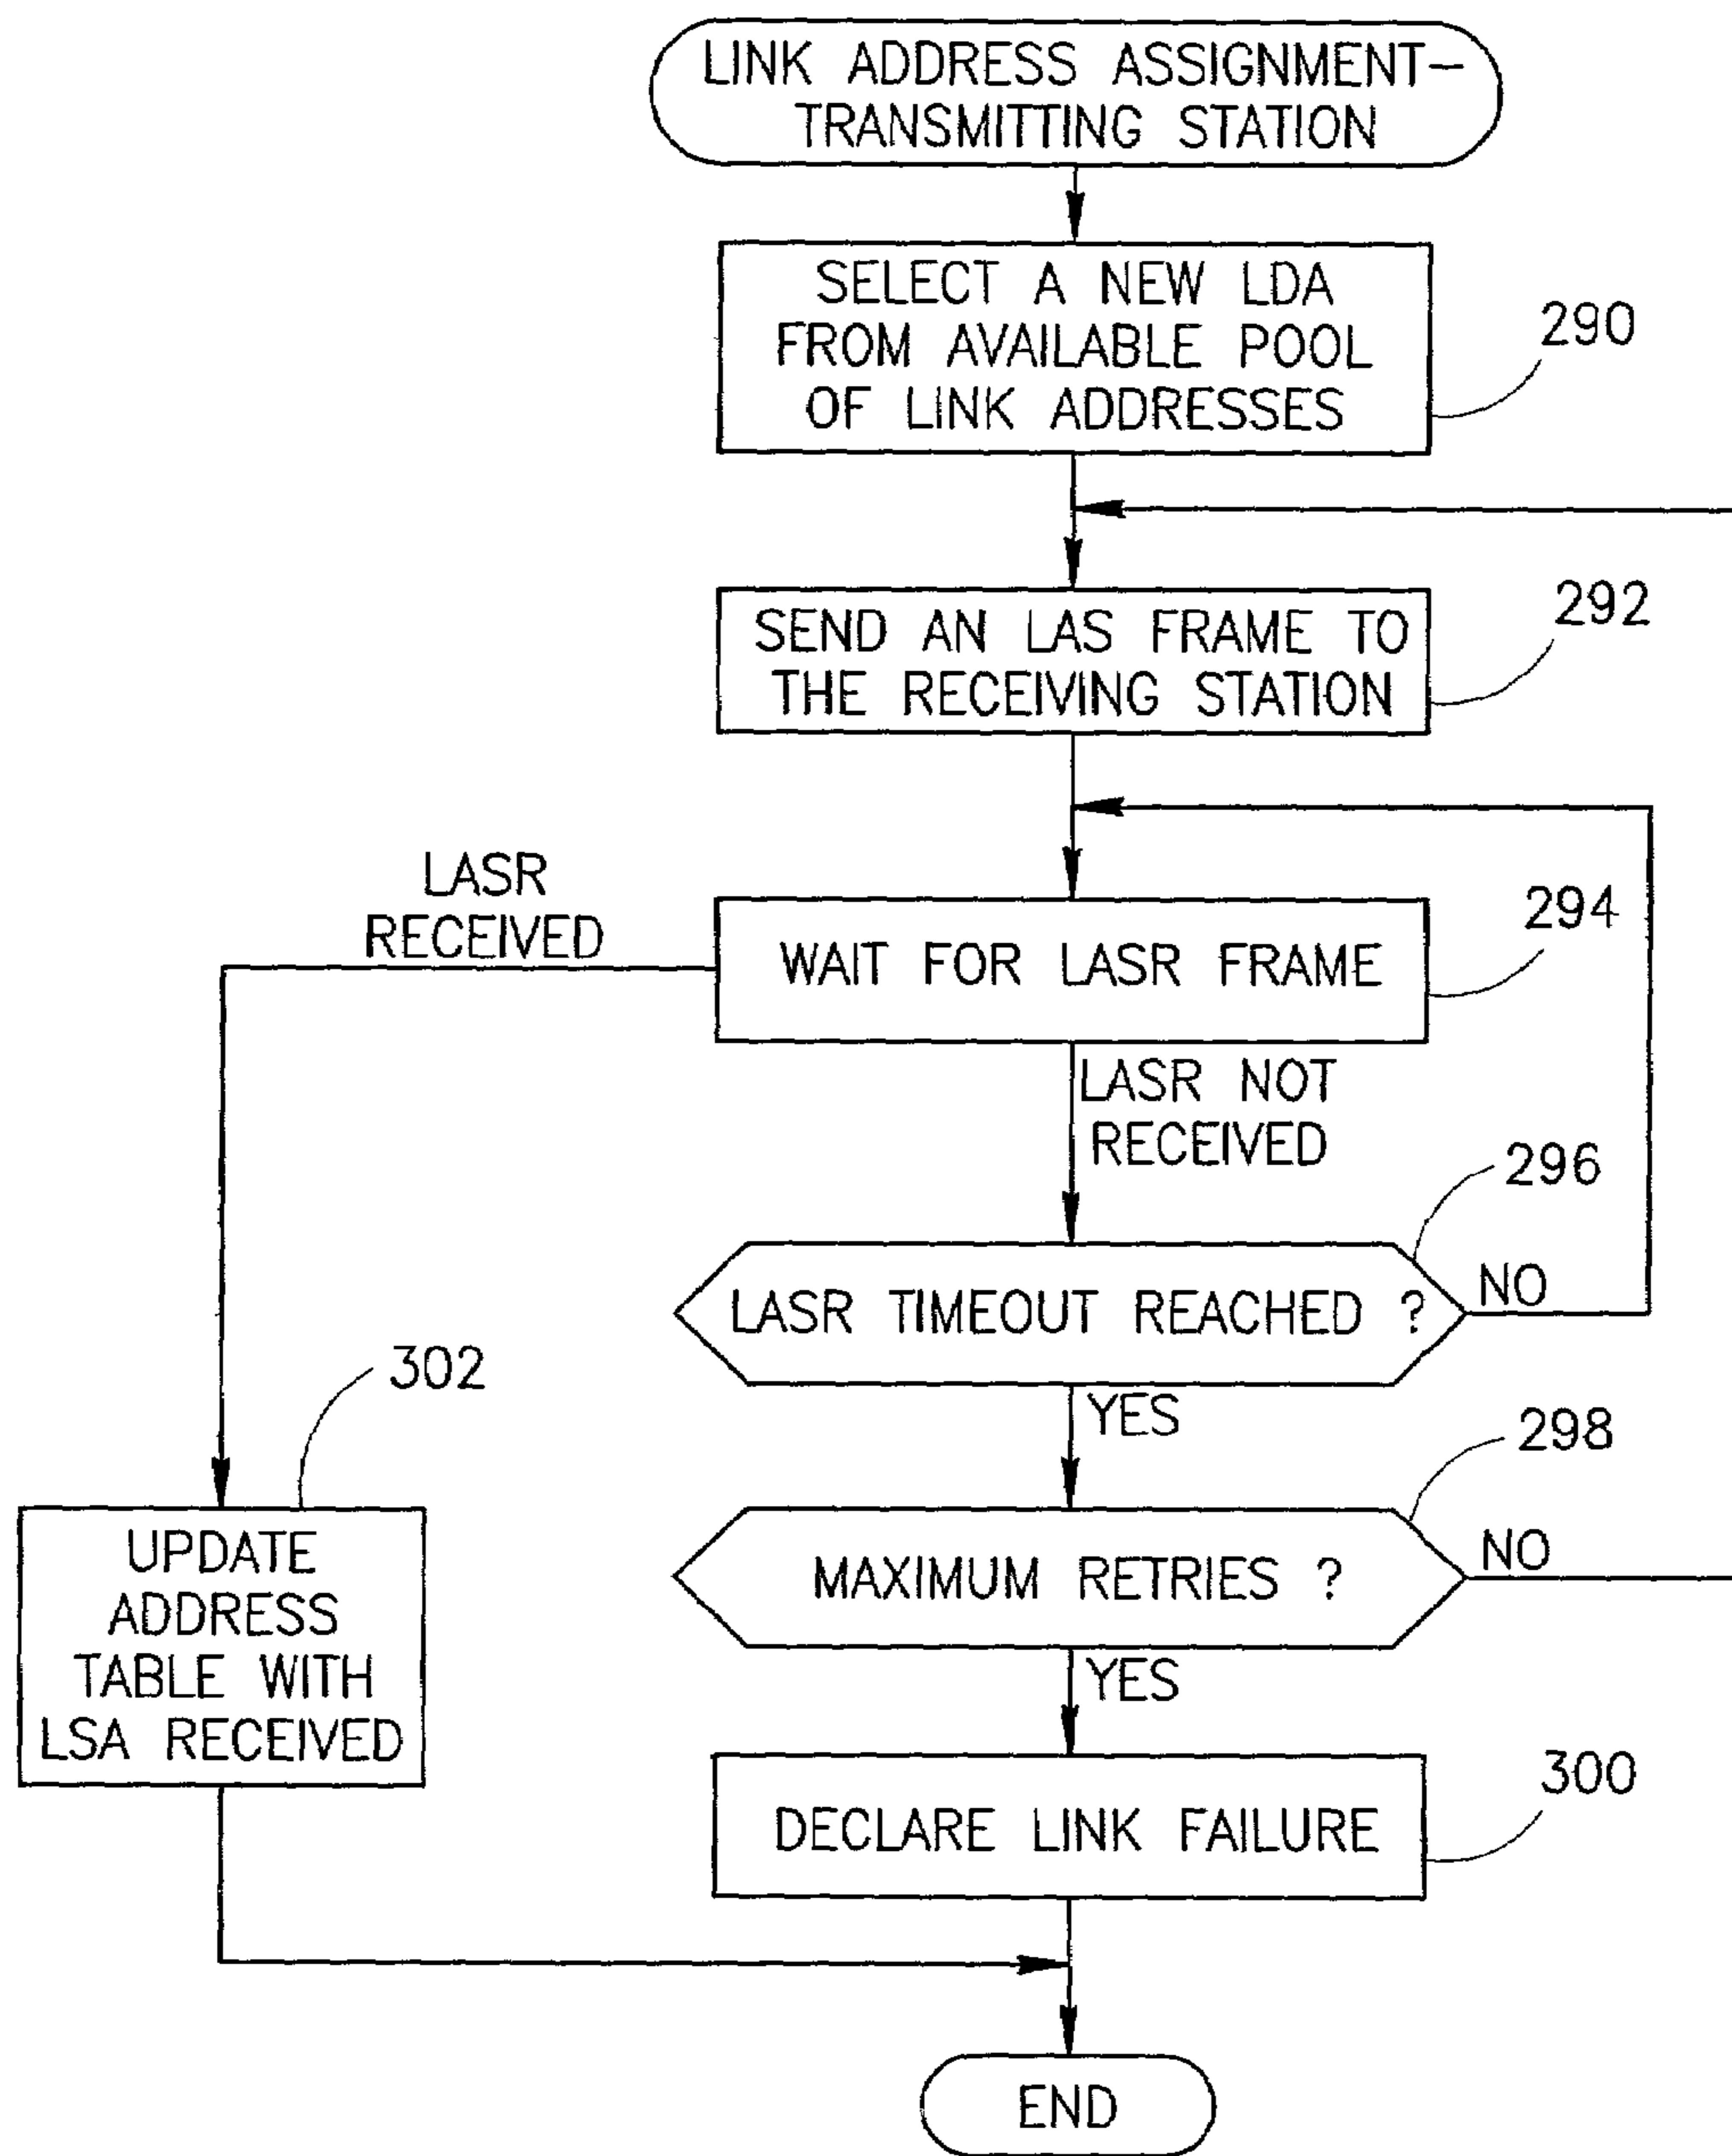 LINK ADDRESS ASSIGNMENT-
TRANSMITTING STATION
SELECT A NEW LDA
FROM AVAILABLE POOL
OF LINK ADDRESSES
290
SEND AN LAS FRAME TO
THE RECEIVING STATION
292
LASR
RECEIVED
WAIT FOR LASR FRAME
294
LASR NOT
RECEIVED
296
LASR TIMEOUT REACHED ?
NO
YES
302
298
UPDATE
ADDRESS
TABLE WITH
LSA RECEIVED
MAXIMUM RETRIES ?
NO
YES
DECLARE LINK FAILURE
300
END